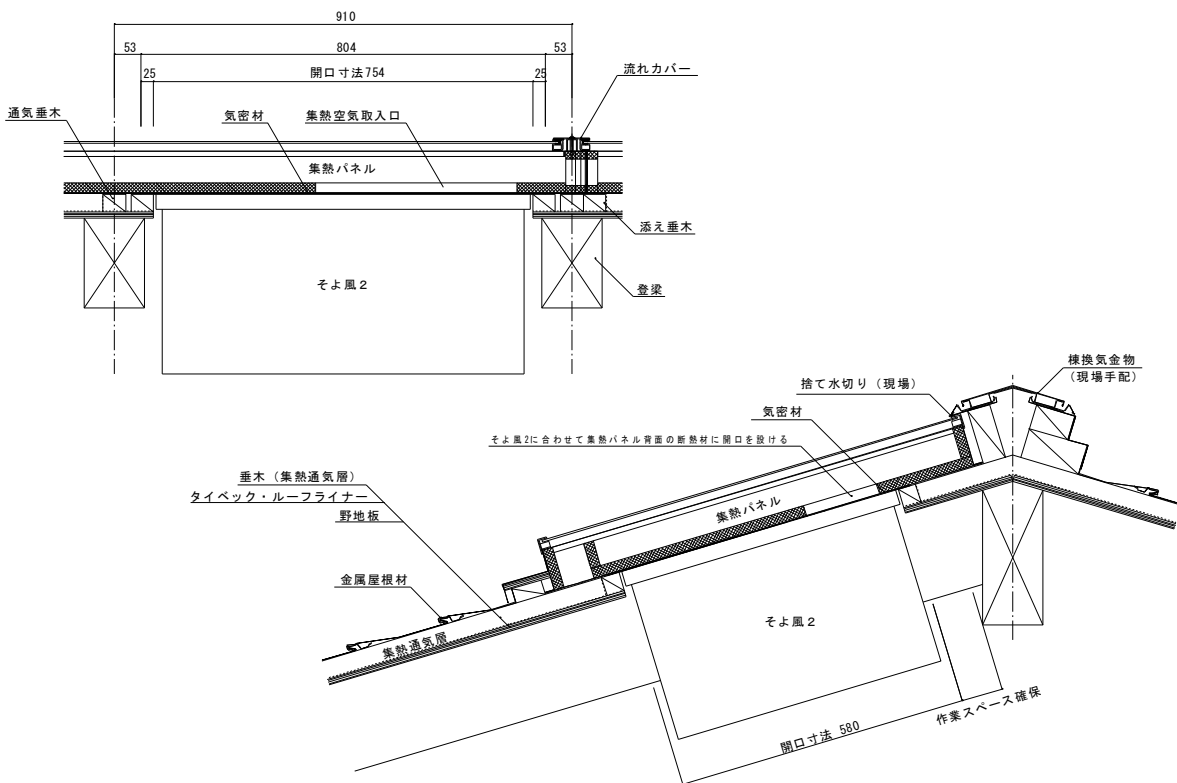 910
53
804
53
25
開口寸法754
25
流れカバー
通気垂木
気密材
集熱空気取入口
集熱パネル
添え垂木
そよ風２
登梁
棟換気金物
（現場手配）
捨て水切り（現場）
気密材
そよ風2に合わせて集熱パネル背面の断熱材に開口を設ける
垂木（集熱通気層）
タイベック・ルーフライナー
野地板
集熱パネル
金属屋根材
そよ風２
集熱通気層
作業スペース確保
開口寸法 580